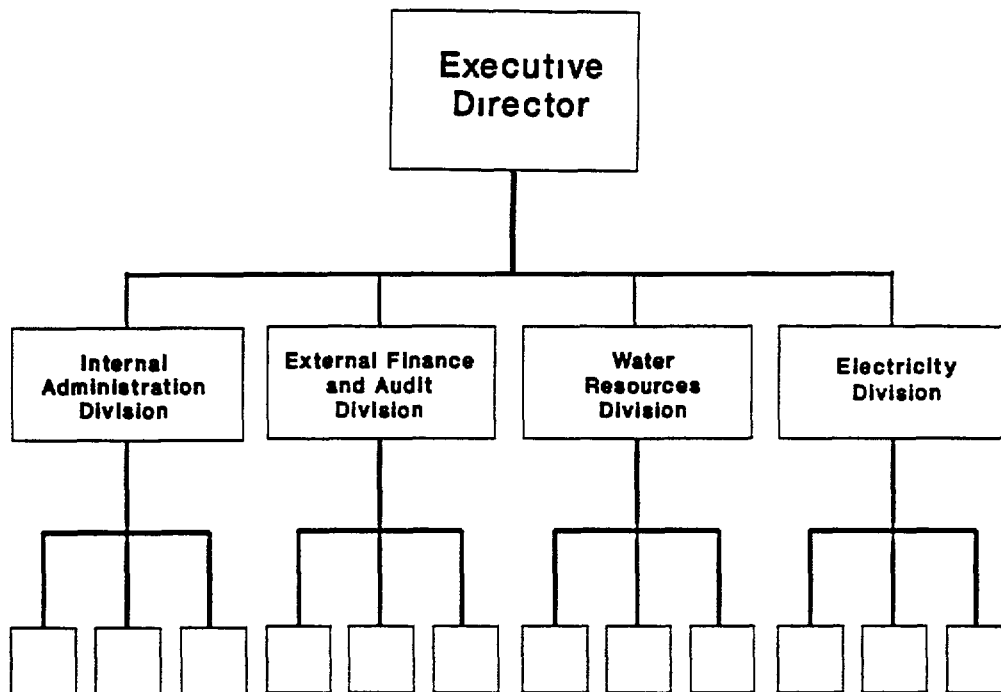 Executive
Director
Internal
Administration
Division
External Finance
and Audit
Division
Water
Resources
Division
Electricity
Division